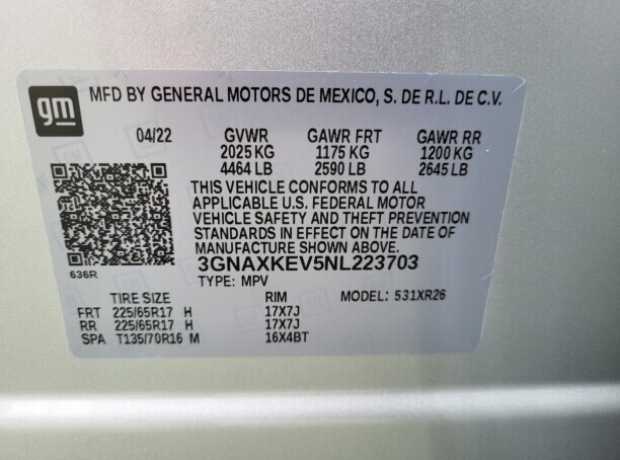 gm
MFD BY GENERAL MOTORS DE MEXICO, S. DE R.L. DE C.V.
04/22 GVWR GAWR FRT GAWR RR
2025 KG 1175 KG 1200 KG
4464 LB 2590 LB 2645 LB
THIS VEHICLE CONFORMS TO ALL
APPLICABLE U.S. FEDERAL MOTOR
VEHICLE SAFETY AND THEFT PREVENTION
STANDARDS IN EFFECT ON THE DATE OF
MANUFACTURE SHOWN ABOVE.
636R
3GNAXKEV5NL223703
TYPE: MPV
TIRE SIZE RIM MODEL: 531XR26
FRT 225/65R17 H 17X7J
RR 225/65R17 H 17X7J
SPA T135/70R16 M 16X4BT